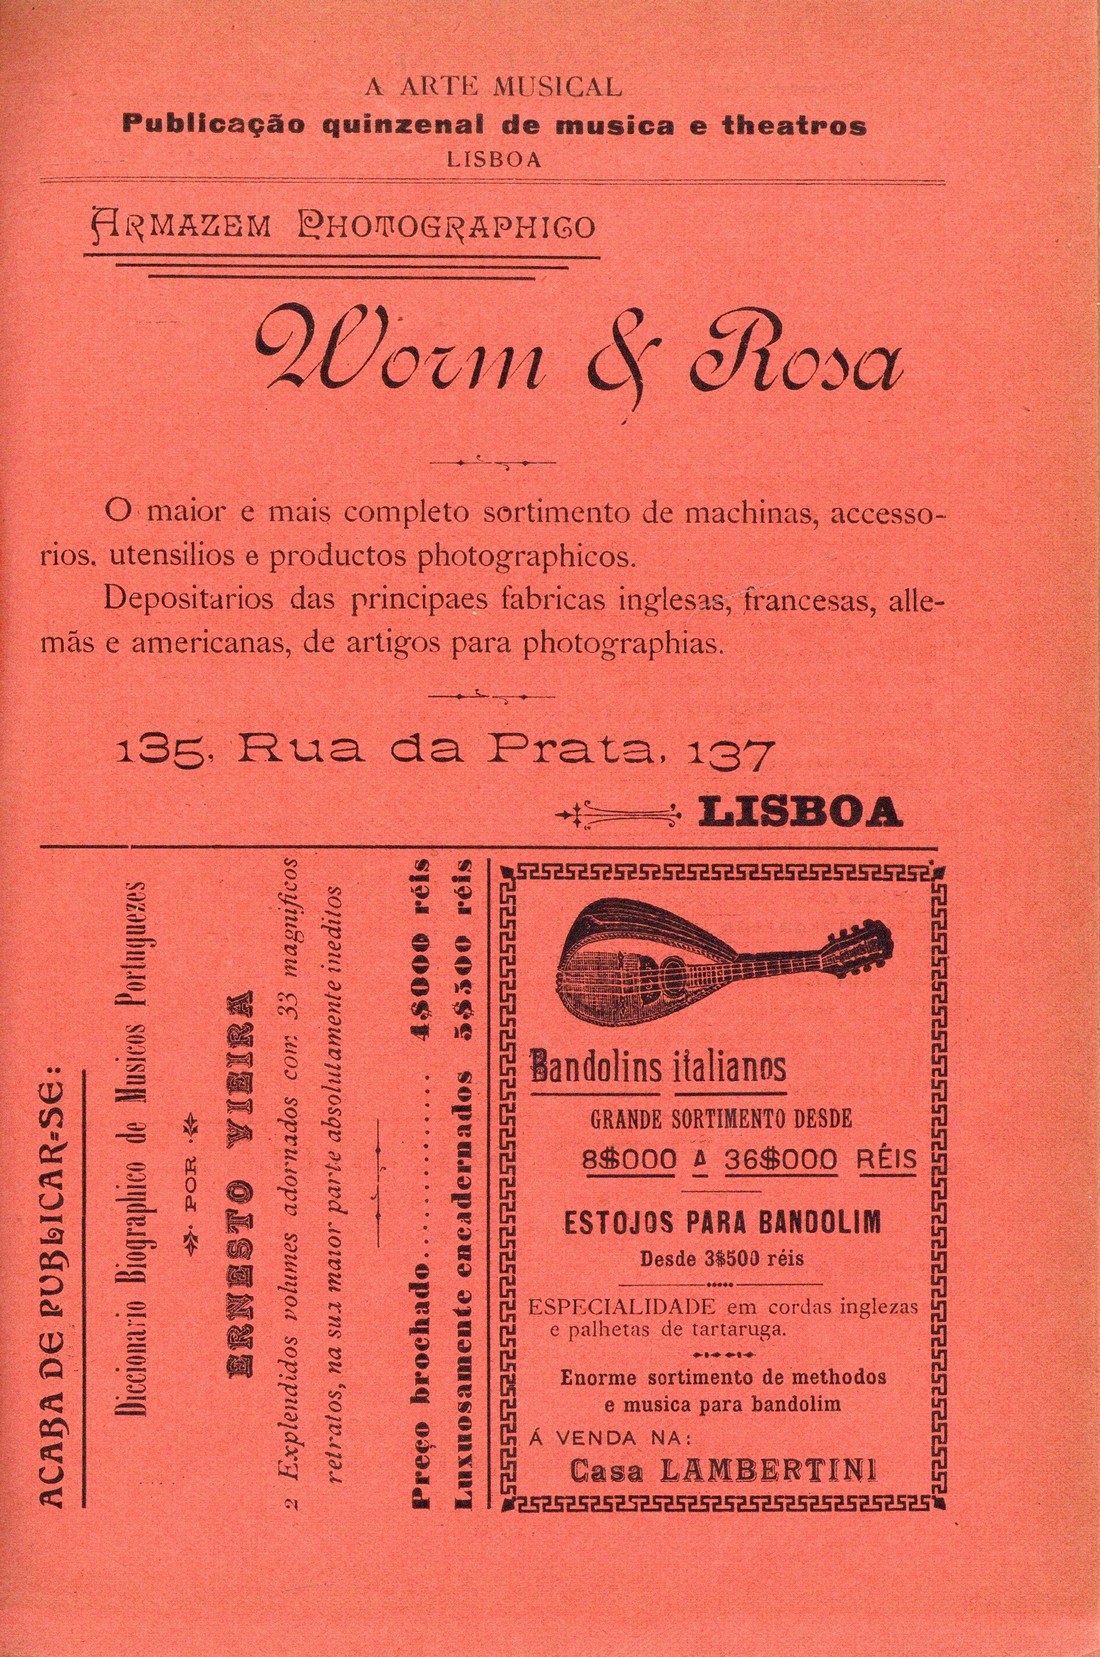 A ARTE MUSICAL
Publicação quinzenal de musica e theatros
LISBOA
ARMAZEM PHOTOGRAPHICO
Worm & Rosa
O maior e mais completo sortimento de machinas, accesso-
rios, utensilios e productos photographicos.
Depositarios das principaes fabricas inglesas, francesas, alle-
mãs e americanas, de artigos para photographias.
135, Rua da Prata, 137
LISBOA
ACABA DE PUBLICAR-SE:
Diccionario Biographico de Musicos Portuguezes
POR
ERNESTO VIEIRA
2 Explendidos volumes adornados com 33 magnificos
retratos, na sua maior parte absolutamente ineditos
Preço brochado.............. 4$000 réis
Luxuosamente encadernados 5$500 réis
Bandolins italianos
GRANDE SORTIMENTO DESDE
8$000 A 36$000 RÉIS
ESTOJOS PARA BANDOLIM
Desde 3$500 réis
ESPECIALIDADE em cordas inglezas
e palhetas de tartaruga.
Enorme sortimento de methodos
e musica para bandolim
Á VENDA NA:
Casa LAMBERTINI